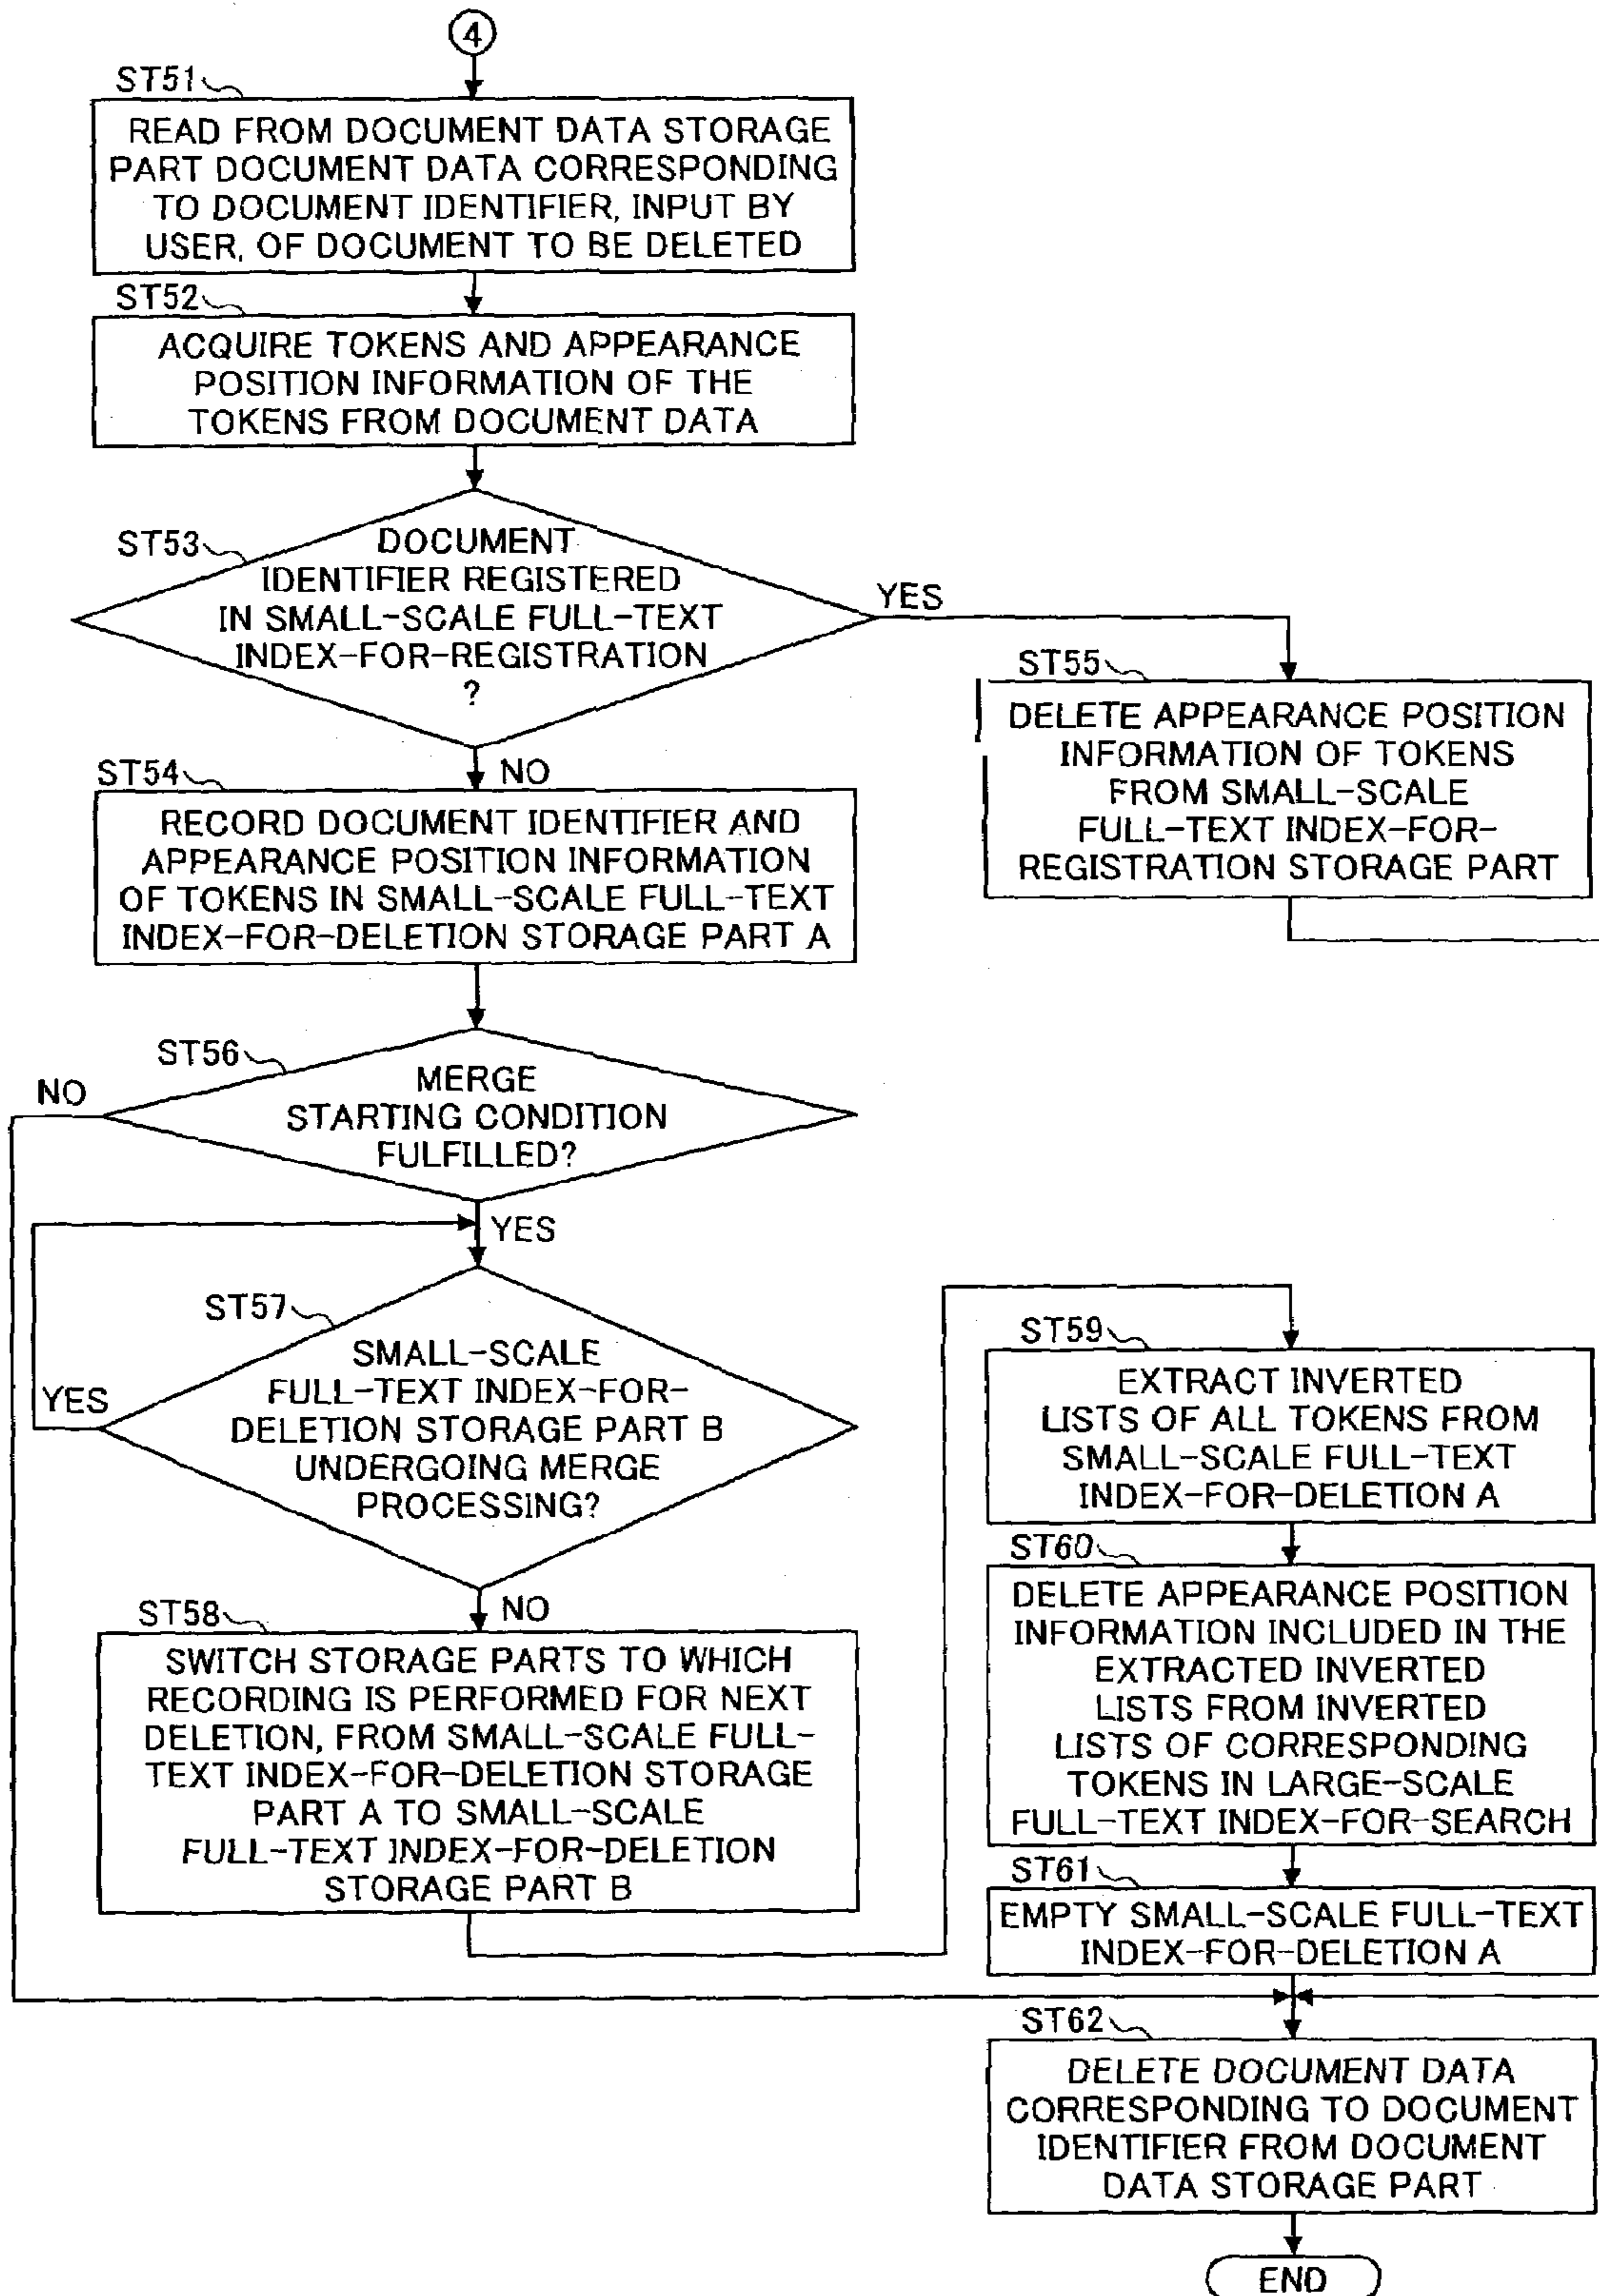 4
ST51
READ FROM DOCUMENT DATA STORAGE
PART DOCUMENT DATA CORRESPONDING
TO DOCUMENT IDENTIFIER, INPUT BY
USER, OF DOCUMENT TO BE DELETED
ST52
ACQUIRE TOKENS AND APPEARANCE
POSITION INFORMATION OF THE
TOKENS FROM DOCUMENT DATA
ST53
DOCUMENT
IDENTIFIER REGISTERED
IN SMALL-SCALE FULL-TEXT
INDEX-FOR-REGISTRATION
?
YES
NO
ST55
DELETE APPEARANCE POSITION
INFORMATION OF TOKENS
FROM SMALL-SCALE
FULL-TEXT INDEX-FOR-
REGISTRATION STORAGE PART
ST54
RECORD DOCUMENT IDENTIFIER AND
APPEARANCE POSITION INFORMATION
OF TOKENS IN SMALL-SCALE FULL-TEXT
INDEX-FOR-DELETION STORAGE PART A
ST56
MERGE
STARTING CONDITION
FULFILLED?
NO
YES
ST57
SMALL-SCALE
FULL-TEXT INDEX-FOR-
DELETION STORAGE PART B
UNDERGOING MERGE
PROCESSING?
YES
NO
ST58
SWITCH STORAGE PARTS TO WHICH
RECORDING IS PERFORMED FOR NEXT
DELETION, FROM SMALL-SCALE FULL-
TEXT INDEX-FOR-DELETION STORAGE
PART A TO SMALL-SCALE
FULL-TEXT INDEX-FOR-DELETION
STORAGE PART B
ST59
EXTRACT INVERTED
LISTS OF ALL TOKENS FROM
SMALL-SCALE FULL-TEXT
INDEX-FOR-DELETION A
ST60
DELETE APPEARANCE POSITION
INFORMATION INCLUDED IN THE
EXTRACTED INVERTED
LISTS FROM INVERTED
LISTS OF CORRESPONDING
TOKENS IN LARGE-SCALE
FULL-TEXT INDEX-FOR-SEARCH
ST61
EMPTY SMALL-SCALE FULL-TEXT
INDEX-FOR-DELETION A
ST62
DELETE DOCUMENT DATA
CORRESPONDING TO DOCUMENT
IDENTIFIER FROM DOCUMENT
DATA STORAGE PART
END